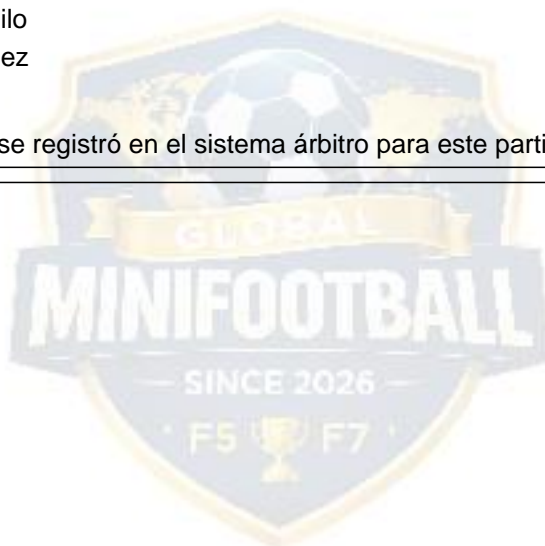 ilo
ez
se registró en el sistema árbitro para este parti
GLOBAL
MINIFOOTBALL
SINCE 2026
F5 F7